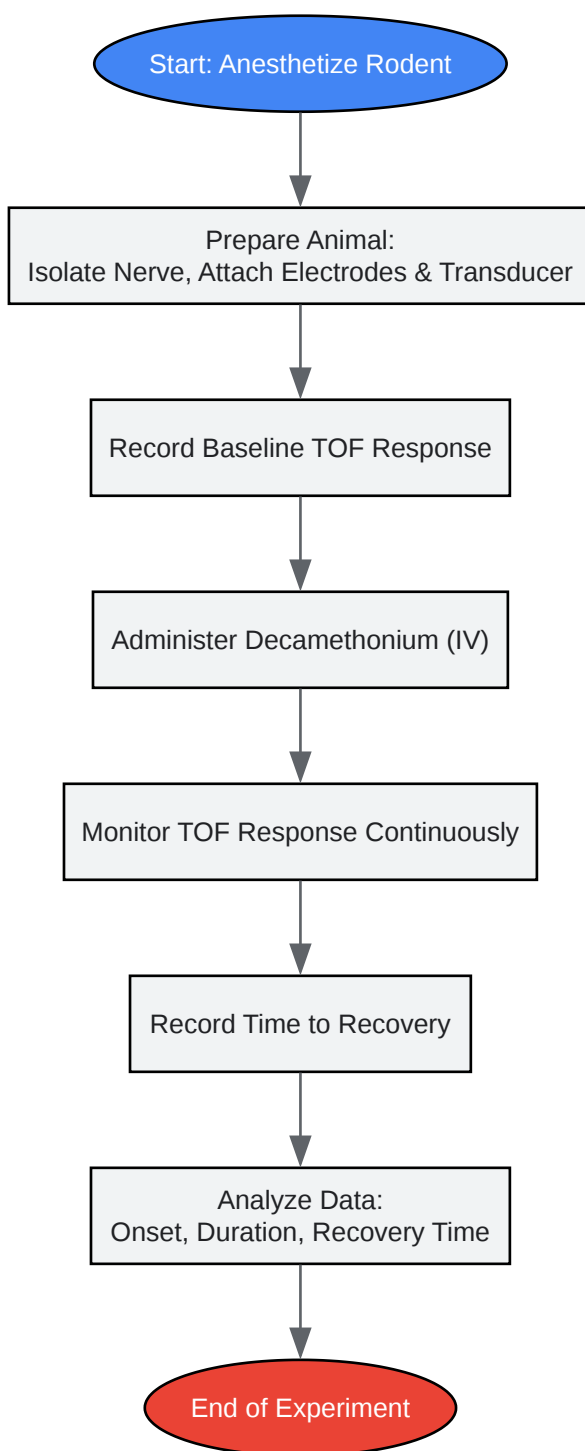 Start: Anesthetize Rodent
Prepare Animal:
Isolate Nerve, Attach Electrodes & Transducer
Record Baseline TOF Response
Administer Decamethonium (IV)
Monitor TOF Response Continuously
Record Time to Recovery
Analyze Data:
Onset, Duration, Recovery Time
End of Experiment